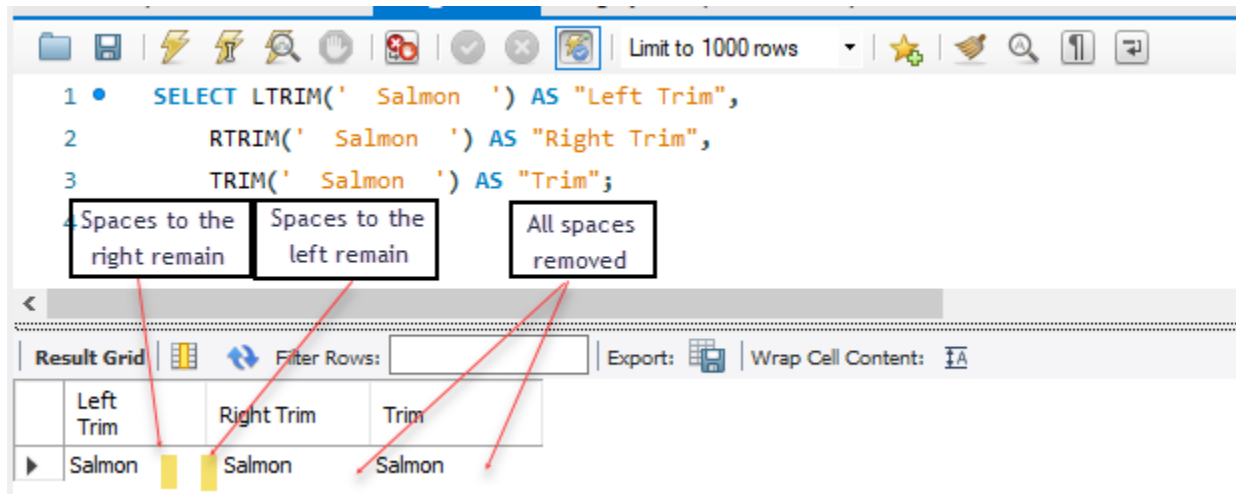 Limit to 1000 rows
1 SELECT LTRIM('  Salmon  ') AS "Left Trim",
2 RTRIM('  Salmon  ') AS "Right Trim",
3 TRIM('  Salmon  ') AS "Trim";
4
Spaces to the
right remain
Spaces to the
left remain
All spaces
removed
Result Grid Filter Rows: Export: Wrap Cell Content:
Left
Trim
Right Trim
Trim
Salmon Salmon Salmon